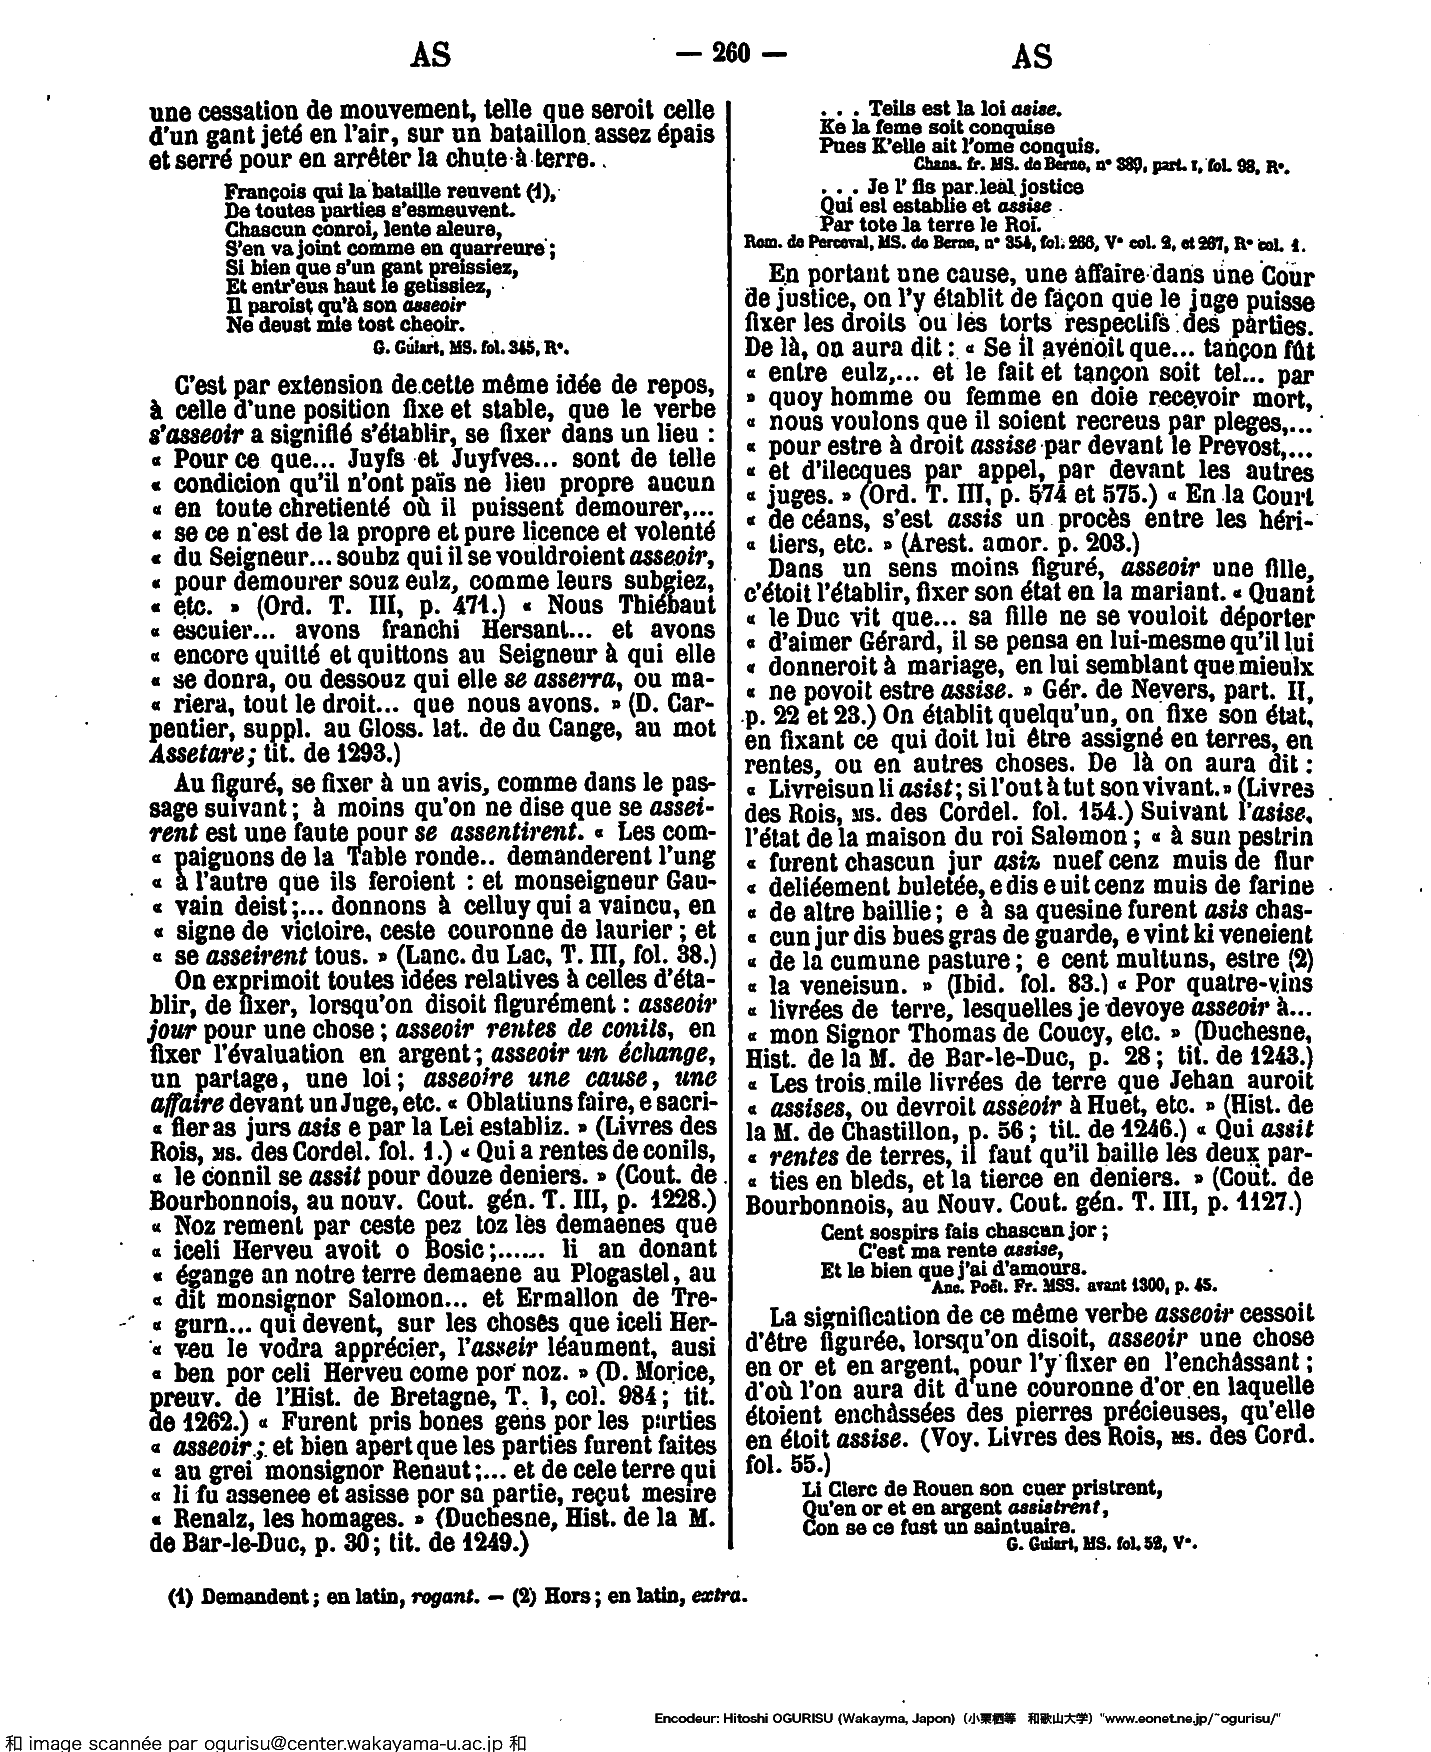 AS
— 260 —
AS
une cessation de mouvement, telle que seroit celle
d'un gant jeté en l'air, sur un bataillon assez épais
et serré pour en arrêter la chute à terre.
François qui la bataille reuvent (1),
De toutes parties s'esmeuvent.
Chascun conroi, lente aleure,
S'en va joint comme en quarreure ;
Si bien que s'un gant preissiez,
Et entr'eus haut le getissiez,
Il paroist qu'à son asseoir
Ne deust mie tost cheoir.
G. Guiart, MS. fol. 345, R°.
C'est par extension de cette même idée de repos,
à celle d'une position fixe et stable, que le verbe
s'asseoir a signifié s'établir, se fixer dans un lieu :
« Pour ce que... Juyfs et Juyfves... sont de telle
« condicion qu'il n'ont païs ne lieu propre aucun
« en toute chretienté où il puissent demourer,...
« se ce n'est de la propre et pure licence et volenté
« du Seigneur... soubz qui il se vouldroient asseoir,
« pour demourer souz eulz, comme leurs subgiez,
« etc. » (Ord. T. III, p. 471.) « Nous Thiébaut
« escuier... avons franchi Hersant... et avons
« encore quitté et quittons au Seigneur à qui elle
« se donra, ou dessouz qui elle se asserra, ou ma-
« riera, tout le droit... que nous avons. » (D. Car-
pentier, suppl. au Gloss. lat. de du Cange, au mot
Assetare; tit. de 1293.)
Au figuré, se fixer à un avis, comme dans le pas-
sage suivant ; à moins qu'on ne dise que se assei-
rent est une faute pour se assentirent. « Les com-
« paignons de la Table ronde.. demanderent l'ung
« à l'autre que ils feroient : et monseigneur Gau-
« vain deist ;... donnons à celluy qui a vaincu, en
« signe de victoire, ceste couronne de laurier ; et
« se asseirent tous. » (Lanc. du Lac, T. III, fol. 38.)
On exprimoit toutes idées relatives à celles d'éta-
blir, de fixer, lorsqu'on disoit figurément : asseoir
jour pour une chose ; asseoir rentes de conils, en
fixer l'évaluation en argent ; asseoir un échange,
un partage, une loi ; asseoire une cause, une
affaire devant un Juge, etc. « Oblatiuns faire, e sacri-
« fier as jurs asis e par la Lei establiz. » (Livres des
Rois, MS. des Cordel. fol. 1.) « Qui a rentes de conils,
« le connil se assit pour douze deniers. » (Cout. de
Bourbonnois, au nouv. Cout. gén. T. III, p. 1228.)
« Noz rement par ceste pez toz les demaenes que
« iceli Herveu avoit o Bosic ;...... li an donant
« égange an notre terre demaene au Plogastel, au
« dit monsignor Salomon... et Ermallon de Tre-
« gurn... qui devent, sur les choses que iceli Her-
« veu le vodra apprécier, l'asseir léaument, ausi
« ben por celi Herveu come por noz. » (D. Morice,
preuv. de l'Hist. de Bretagne, T. I, col. 984 ; tit.
de 1262.) « Furent pris bones gens por les parties
« asseoir ; et bien apert que les parties furent faites
« au grei monsignor Renaut ;... et de cele terre qui
« li fu assenee et asisse por sa partie, reçut mesire
« Renalz, les homages. » (Duchesne, Hist. de la M.
de Bar-le-Duc, p. 30 ; tit. de 1249.)
. . . Teils est la loi asise.
Ke la feme soit conquise
Pues K'elle ait l'ome conquis.
Chans. fr. MS. de Berne, n° 389, part. I, fol. 98, R°.
. . . Je l' fis par leal jostice
Qui est establie et assise
Par tote la terre le Roi.
Rom. de Perceval, MS. de Berne, n° 354, fol. 266, V° col. 2, et 267, R° col. 1.
En portant une cause, une affaire dans une Cour
de justice, on l'y établit de façon que le juge puisse
fixer les droits ou les torts respectifs des parties.
De là, on aura dit : « Se il avenoit que... tançon fût
« entre eulz,... et le fait et tançon soit tel... par
» quoy homme ou femme en doie recevoir mort,
« nous voulons que il soient recreus par pleges,...
« pour estre à droit assise par devant le Prevost,...
« et d'ilecques par appel, par devant les autres
« juges. » (Ord. T. III, p. 574 et 575.) « En la Court
« de céans, s'est assis un procès entre les héri-
« tiers, etc. » (Arest. amor. p. 203.)
Dans un sens moins figuré, asseoir une fille,
c'étoit l'établir, fixer son état en la mariant. « Quant
« le Duc vit que... sa fille ne se vouloit déporter
« d'aimer Gérard, il se pensa en lui-mesme qu'il lui
« donneroit à mariage, en lui semblant que mieulx
« ne povoit estre assise. » Gér. de Nevers, part. II,
p. 22 et 23.) On établit quelqu'un, on fixe son état,
en fixant ce qui doit lui être assigné en terres, en
rentes, ou en autres choses. De là on aura dit :
« Livreisun li asist ; si l'out à tut son vivant. » (Livres
des Rois, MS. des Cordel. fol. 154.) Suivant l'asise,
l'état de la maison du roi Salomon ; « à sun pestrin
« furent chascun jur asiz nuef cenz muis de flur
« deliéement buletée, e dis e uit cenz muis de farine
« de altre baillie ; e à sa quesine furent asis chas-
« cun jur dis bues gras de guarde, e vint ki veneient
« de la cumune pasture ; e cent multuns, estre (2)
« la veneisun. » (Ibid. fol. 83.) « Por quatre-vins
« livrées de terre, lesquelles je devoye asseoir à...
« mon Signor Thomas de Coucy, etc. » (Duchesne,
Hist. de la M. de Bar-le-Duc, p. 28 ; tit. de 1243.)
« Les trois mile livrées de terre que Jehan auroit
« assises, ou devroit asseoir à Huet, etc. » (Hist. de
la M. de Chastillon, p. 56 ; tit. de 1246.) « Qui assit
« rentes de terres, il faut qu'il baille les deux par-
« ties en bleds, et la tierce en deniers. » (Coût. de
Bourbonnois, au Nouv. Cout. gén. T. III, p. 1127.)
Cent sospirs fais chascun jor ;
C'est ma rente assise,
Et le bien que j'ai d'amours.
Anc. Poët. Fr. MSS. avant 1300, p. 45.
La signification de ce même verbe asseoir cessoit
d'être figurée, lorsqu'on disoit, asseoir une chose
en or et en argent, pour l'y fixer en l'enchâssant ;
d'où l'on aura dit d'une couronne d'or en laquelle
étoient enchâssées des pierres précieuses, qu'elle
en étoit assise. (Voy. Livres des Rois, MS. des Cord.
fol. 55.)
Li Clerc de Rouen son cuer pristrent,
Qu'en or et en argent assistrent,
Con se ce fust un saintuaire.
G. Guiart, MS. fol. 52, V°.
(1) Demandent ; en latin, rogant. — (2) Hors ; en latin, extra.
Encodeur: Hitoshi OGURISU (Wakayma, Japon) (小栗栖等 和歌山大学) "www.eonet.ne.jp/~ogurisu/"
和 image scannée par ogurisu@center.wakayama-u.ac.jp 和